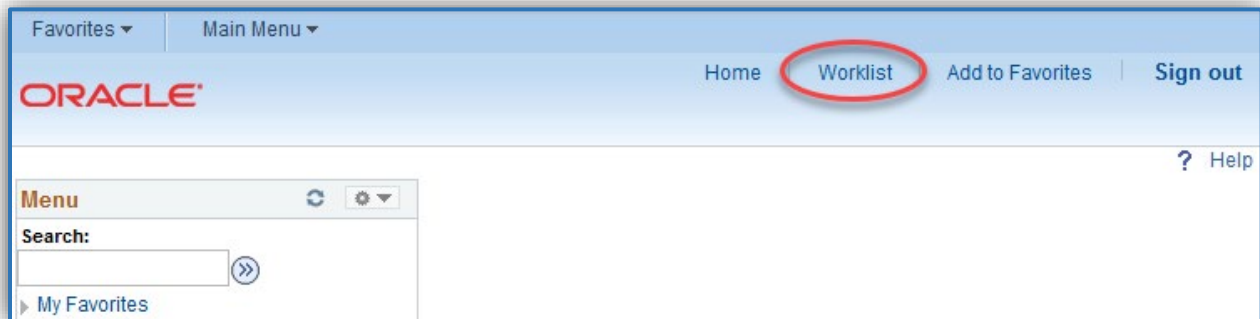 Favorites Main Menu
Home Worklist Add to Favorites Sign out
ORACLE
? Help
Menu
Search:
My Favorites